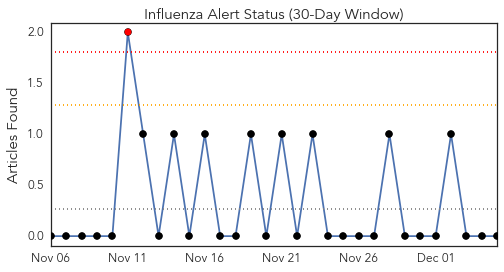 Influenza Alert Status (30-Day Window)
2.0
1.5
1.0
0.5
0.0
Articles Found
Nov 06 Nov 11 Nov 16 Nov 21 Nov 26 Dec 01